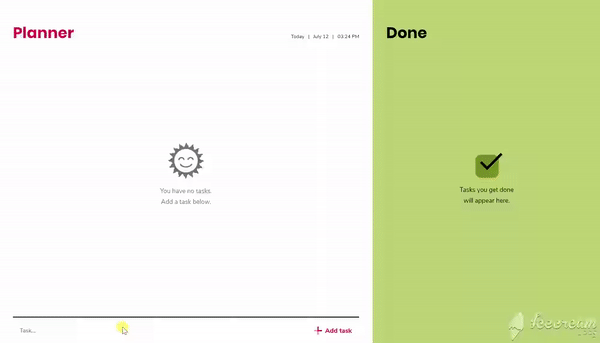 Planner
Today | July 12 | 03:24 PM
You have no tasks.
Add a task below.
Task...
Add task
Done
Tasks you get done
will appear here.
icecream